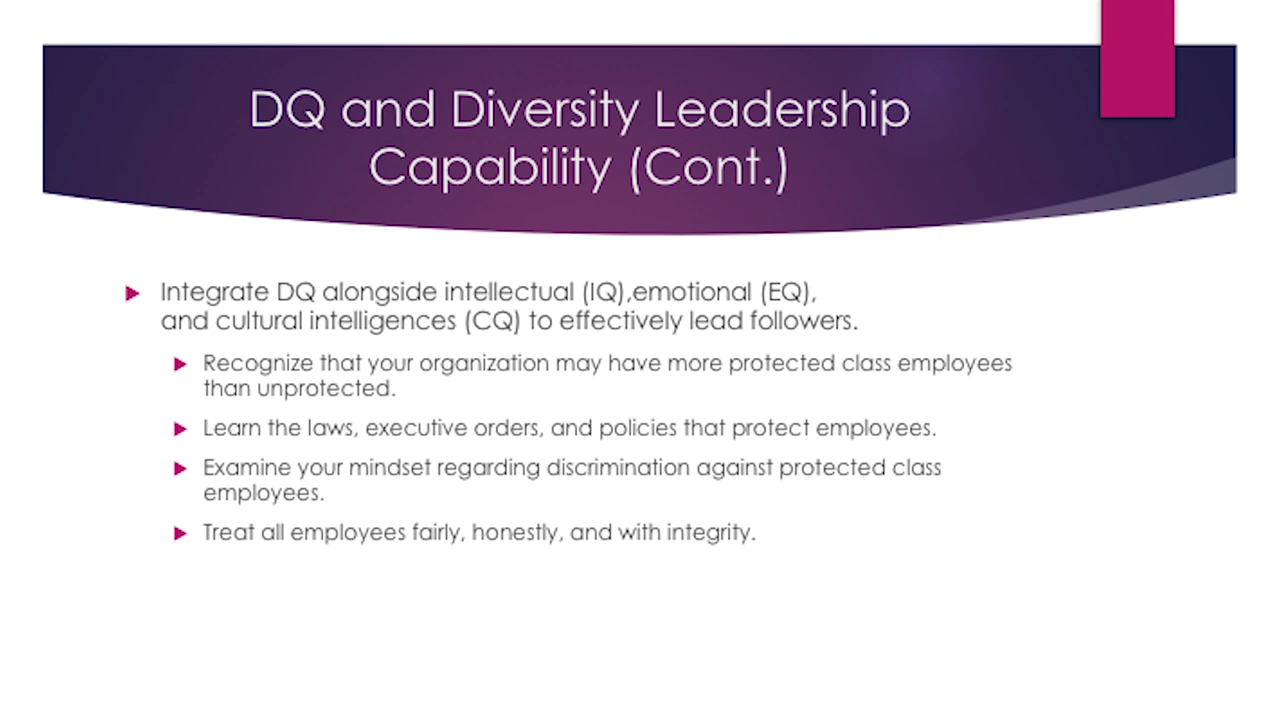 DQ and Diversity Leadership
Capability (Cont.)
Integrate DQ alongside intellectual (IQ),emotional (EQ),
and cultural intelligences (CQ) to effectively lead followers.
Recognize that your organization may have more protected class employees
than unprotected.
Learn the laws, executive orders, and policies that protect employees.
Examine your mindset regarding discrimination against protected class
employees.
Treat all employees fairly, honestly, and with integrity.